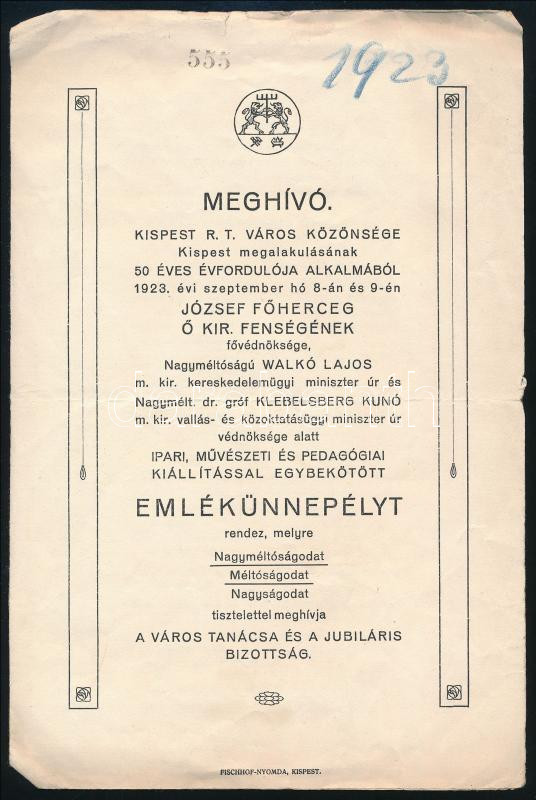 555
1923
MEGHÍVÓ.
KISPEST R. T. VÁROS KÖZÖNSÉGE
Kispest megalakulásának
50 ÉVES ÉVFORDULÓJA ALKALMÁBÓL
1923. évi szeptember hó 8-án és 9-én
JÓZSEF FŐHERCEG
Ő KIR. FENSÉGÉNEK
fővédnöksége,
Nagyméltóságú WALKÓ LAJOS
m. kir. kereskedelemügyi miniszter úr és
Nagymélt. dr. gróf KLEBELSBERG KUNÓ
m. kir. vallás- és közoktatásügyi miniszter úr
védnöksége alatt
IPARI, MŰVÉSZETI ÉS PEDAGÓGIAI
KIÁLLÍTÁSSAL EGYBEKÖTÖTT
EMLÉKÜNNEPÉLYT
rendez, melyre
Nagyméltóságodat
Méltóságodat
Nagyságodat
tisztelettel meghívja
A VÁROS TANÁCSA ÉS A JUBILÁRIS
BIZOTTSÁG.
FISCHHOF-NYOMDA, KISPEST.